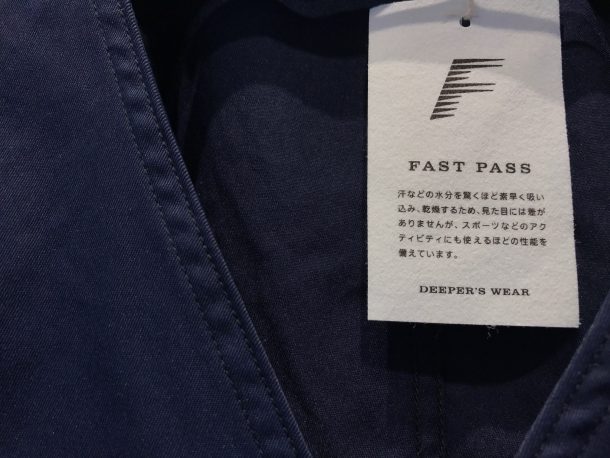 F
FAST PASS
汗などの水分を驚くほど素早く吸い
込み、乾燥するため、見た目には差が
ありませんが、スポーツなどのアク
ティビティにも使えるほどの性能を
備えています。
DEEPER'S WEAR